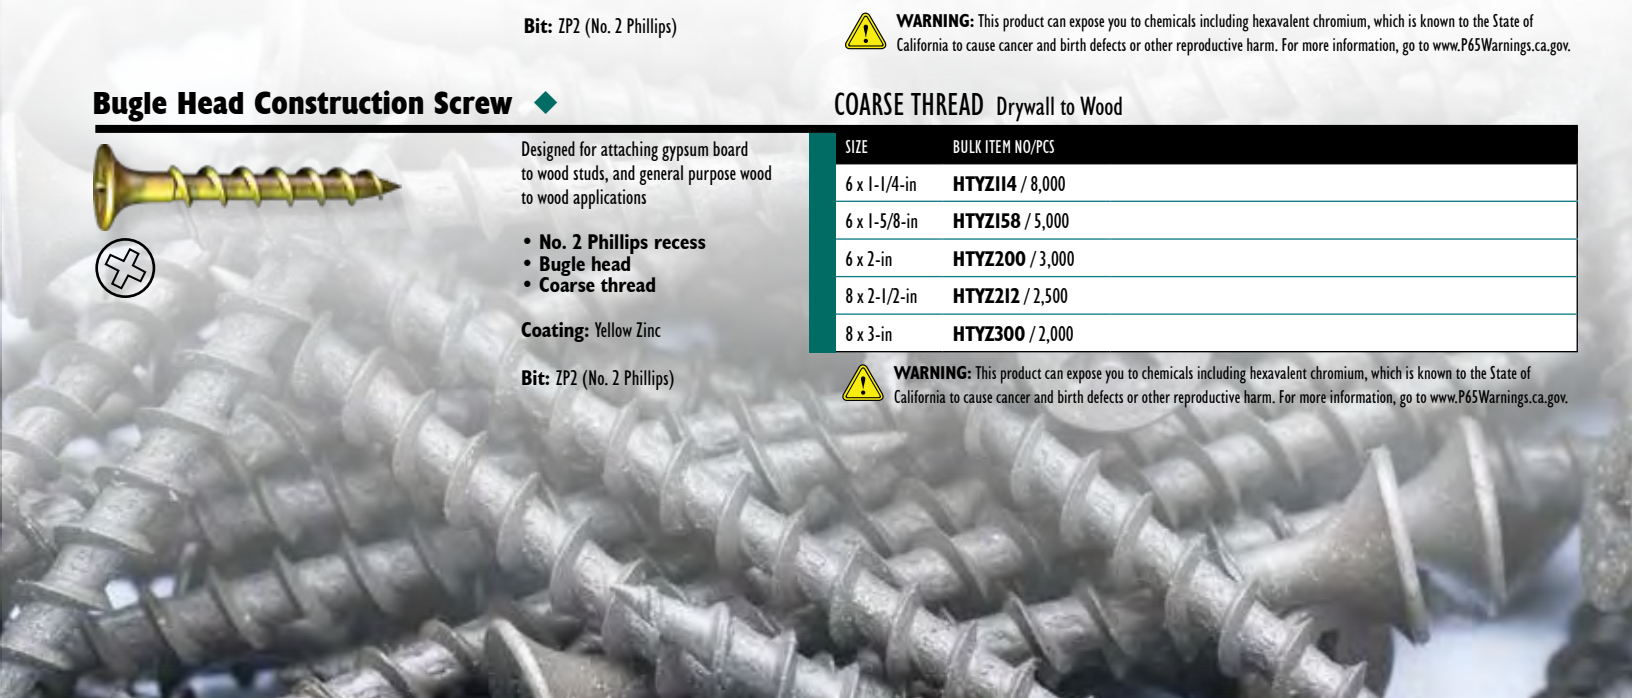 Bit: ZP2 (No. 2 Phillips)
WARNING: This product can expose you to chemicals including hexavalent chromium, which is known to the State of
California to cause cancer and birth defects or other reproductive harm. For more information, go to www.P65Warnings.ca.gov.
Bugle Head Construction Screw
Designed for attaching gypsum board
to wood studs, and general purpose wood
to wood applications
• No. 2 Phillips recess
• Bugle head
• Coarse thread
Coating: Yellow Zinc
Bit: ZP2 (No. 2 Phillips)
COARSE THREAD Drywall to Wood
SIZE BULK ITEM NO/PCS
6 x 1-1/4-in HTYZ114 / 8,000
6 x 1-5/8-in HTYZ158 / 5,000
6 x 2-in HTYZ200 / 3,000
8 x 2-1/2-in HTYZ212 / 2,500
8 x 3-in HTYZ300 / 2,000
WARNING: This product can expose you to chemicals including hexavalent chromium, which is known to the State of
California to cause cancer and birth defects or other reproductive harm. For more information, go to www.P65Warnings.ca.gov.